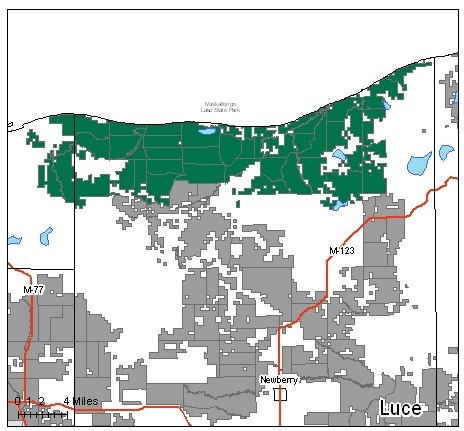 Muskallonge
Lake State Park
M-123
M-77
Newberry
0 1 2 4 Miles
Luce